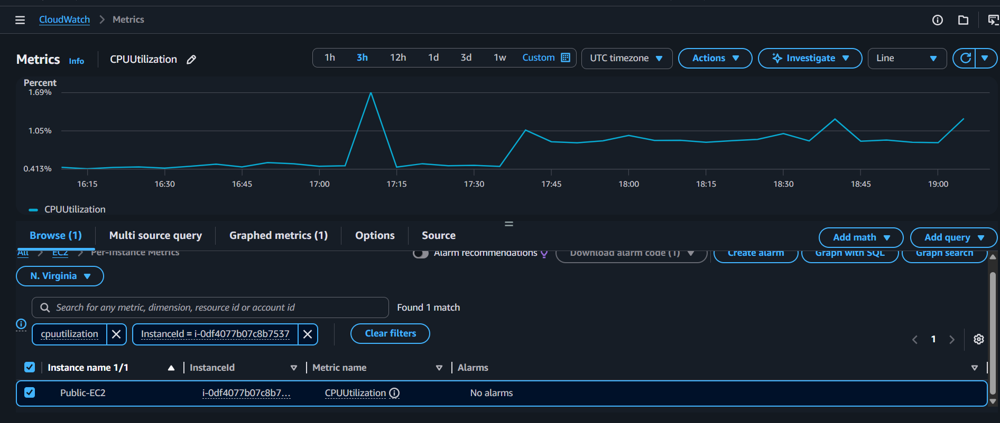 CloudWatch > Metrics
Metrics Info CPUUtilization 1h 3h 12h 1d 3d 1w Custom UTC timezone Actions Investigate Line
Percent
1.69%
1.05%
0.413%
16:15 16:30 16:45 17:00 17:15 17:30 17:45 18:00 18:15 18:30 18:45 19:00
CPUUtilization
Browse (1) Multi source query Graphed metrics (1) Options Source Add math Add query
All > EC2 > Per-Instance Metrics Alarm recommendations Download alarm code (1) Create alarm Graph with SQL Graph search
N. Virginia
Search for any metric, dimension, resource id or account id Found 1 match
cpuutilization InstanceId = i-0df4077b07c8b7537 Clear filters 1
Instance name 1/1 InstanceId Metric name Alarms
Public-EC2 i-0df4077b07c8b7... CPUUtilization No alarms